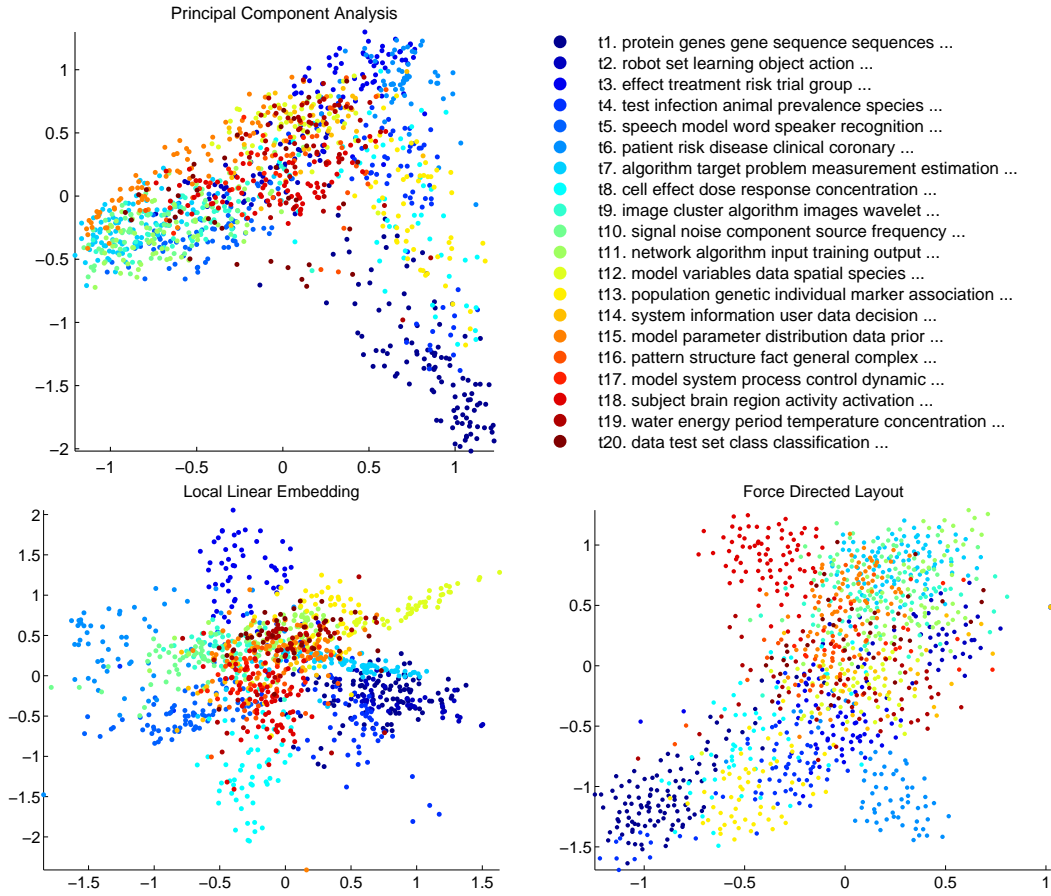 Principal Component Analysis
1
0.5
0
−0.5
−1
−1.5
−2
−1 −0.5 0 0.5 1
t1. protein genes gene sequence sequences ...
t2. robot set learning object action ...
t3. effect treatment risk trial group ...
t4. test infection animal prevalence species ...
t5. speech model word speaker recognition ...
t6. patient risk disease clinical coronary ...
t7. algorithm target problem measurement estimation ...
t8. cell effect dose response concentration ...
t9. image cluster algorithm images wavelet ...
t10. signal noise component source frequency ...
t11. network algorithm input training output ...
t12. model variables data spatial species ...
t13. population genetic individual marker association ...
t14. system information user data decision ...
t15. model parameter distribution data prior ...
t16. pattern structure fact general complex ...
t17. model system process control dynamic ...
t18. subject brain region activity activation ...
t19. water energy period temperature concentration ...
t20. data test set class classification ...
Local Linear Embedding
2
1.5
1
0.5
0
−0.5
−1
−1.5
−2
−1.5 −1 −0.5 0 0.5 1 1.5
Force Directed Layout
1
0.5
0
−0.5
−1
−1.5
−1 −0.5 0 0.5 1